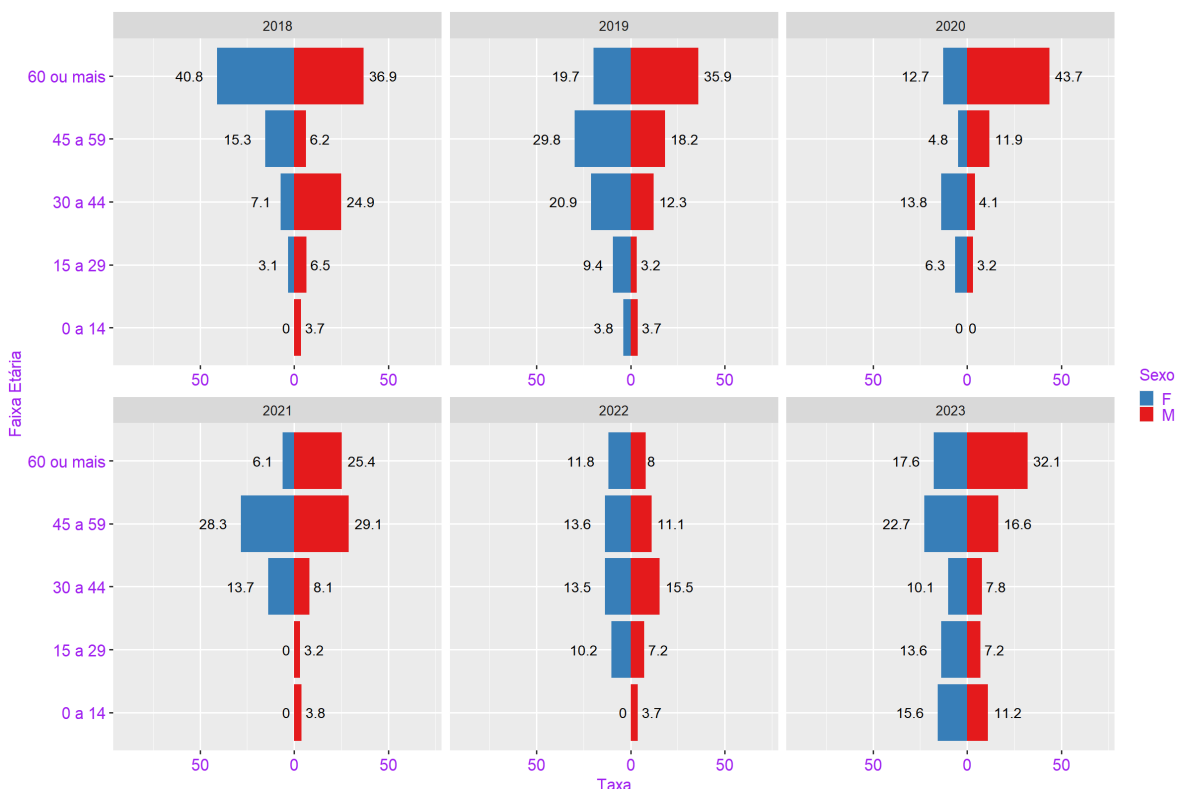 2018 2019 2020
60 ou mais 40.8 36.9 19.7 35.9 12.7 43.7
45 a 59 15.3 6.2 29.8 18.2 4.8 11.9
30 a 44 7.1 24.9 20.9 12.3 13.8 4.1
15 a 29 3.1 6.5 9.4 3.2 6.3 3.2
0 a 14 0 3.7 3.8 3.7 0 0
50 0 50 50 0 50 50 0 50
Faixa Etária
Sexo
F
M
2021 2022 2023
60 ou mais 6.1 25.4 11.8 8 17.6 32.1
45 a 59 28.3 29.1 13.6 11.1 22.7 16.6
30 a 44 13.7 8.1 13.5 15.5 10.1 7.8
15 a 29 0 3.2 10.2 7.2 13.6 7.2
0 a 14 0 3.8 0 3.7 15.6 11.2
50 0 50 50 0 50 50 0 50
Taxa